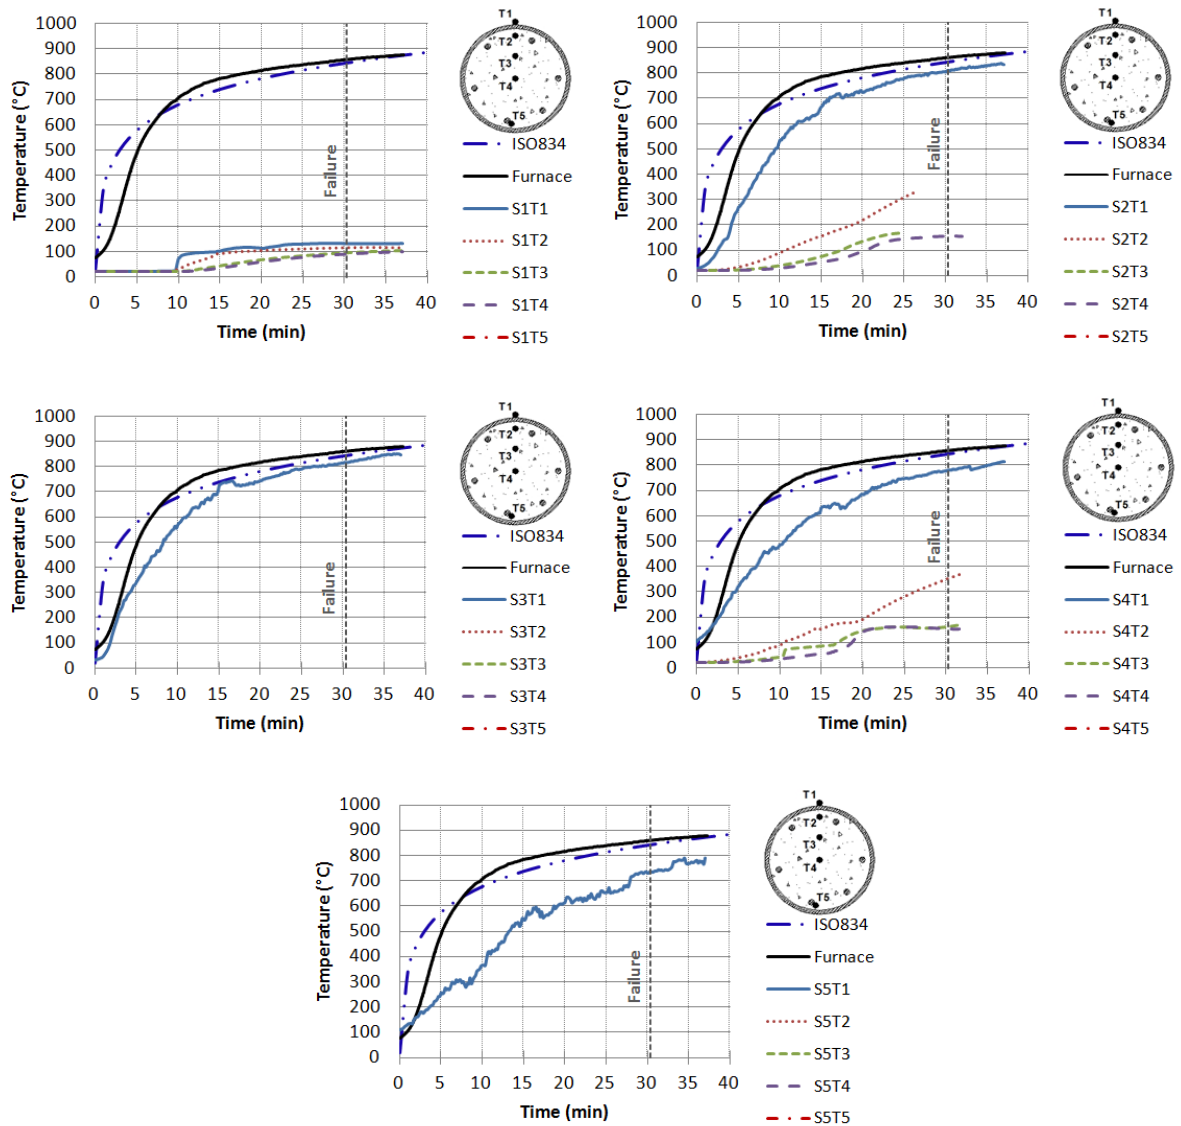 1000
900
800
700
600
500
400
300
200
100
0
Temperature (°C)
0 5 10 15 20 25 30 35 40
Time (min)
Failure
T1
T2
T3
T4
T5
ISO834
Furnace
S1T1
S1T2
S1T3
S1T4
S1T5
1000
900
800
700
600
500
400
300
200
100
0
Temperature (°C)
0 5 10 15 20 25 30 35 40
Time (min)
Failure
T1
T2
T3
T4
T5
ISO834
Furnace
S2T1
S2T2
S2T3
S2T4
S2T5
1000
900
800
700
600
500
400
300
200
100
0
Temperature (°C)
0 5 10 15 20 25 30 35 40
Time (min)
Failure
T1
T2
T3
T4
T5
ISO834
Furnace
S3T1
S3T2
S3T3
S3T4
S3T5
1000
900
800
700
600
500
400
300
200
100
0
Temperature (°C)
0 5 10 15 20 25 30 35 40
Time (min)
Failure
T1
T2
T3
T4
T5
ISO834
Furnace
S4T1
S4T2
S4T3
S4T4
S4T5
1000
900
800
700
600
500
400
300
200
100
0
Temperature (°C)
0 5 10 15 20 25 30 35 40
Time (min)
Failure
T1
T2
T3
T4
T5
ISO834
Furnace
S5T1
S5T2
S5T3
S5T4
S5T5